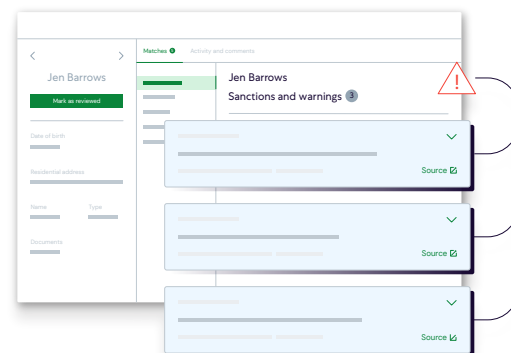 Matches 6
Activity and comments
Jen Barrows
Mark as reviewed
Date of birth
Residential address
Name
Type
Documents
Jen Barrows
Sanctions and warnings 3
!
Source
Source
Source